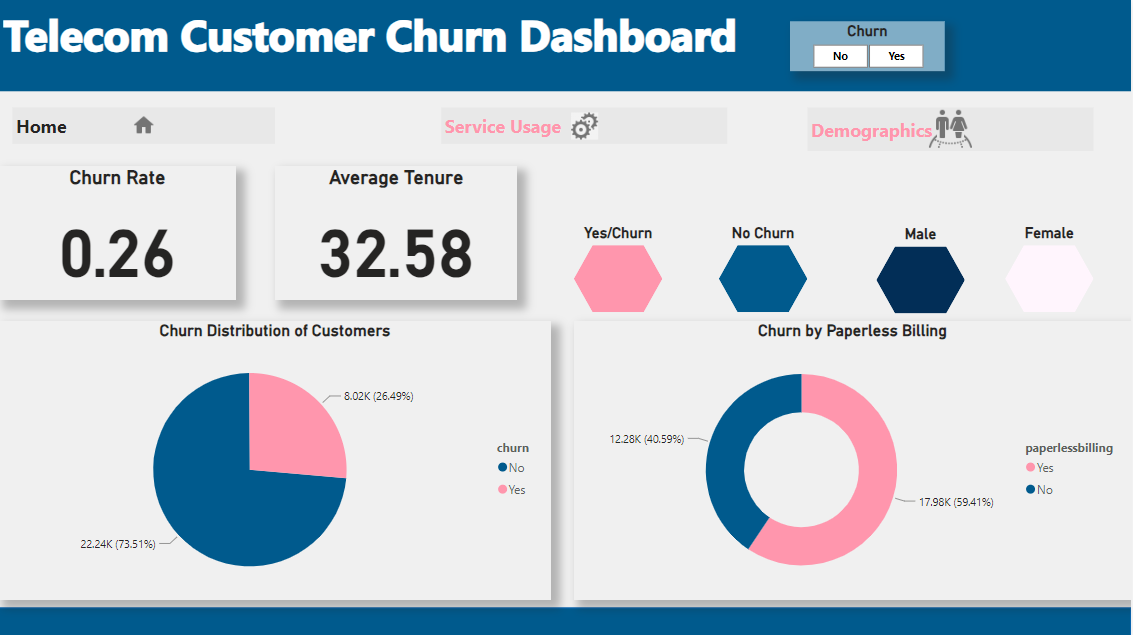 Telecom Customer Churn Dashboard
Churn
No Yes
Home
Service Usage
Demographics
Churn Rate
0.26
Average Tenure
32.58
Yes/Churn
No Churn
Male
Female
Churn Distribution of Customers
8.02K (26.49%)
22.24K (73.51%)
churn
No
Yes
Churn by Paperless Billing
12.28K (40.59%)
17.98K (59.41%)
paperlessbilling
Yes
No